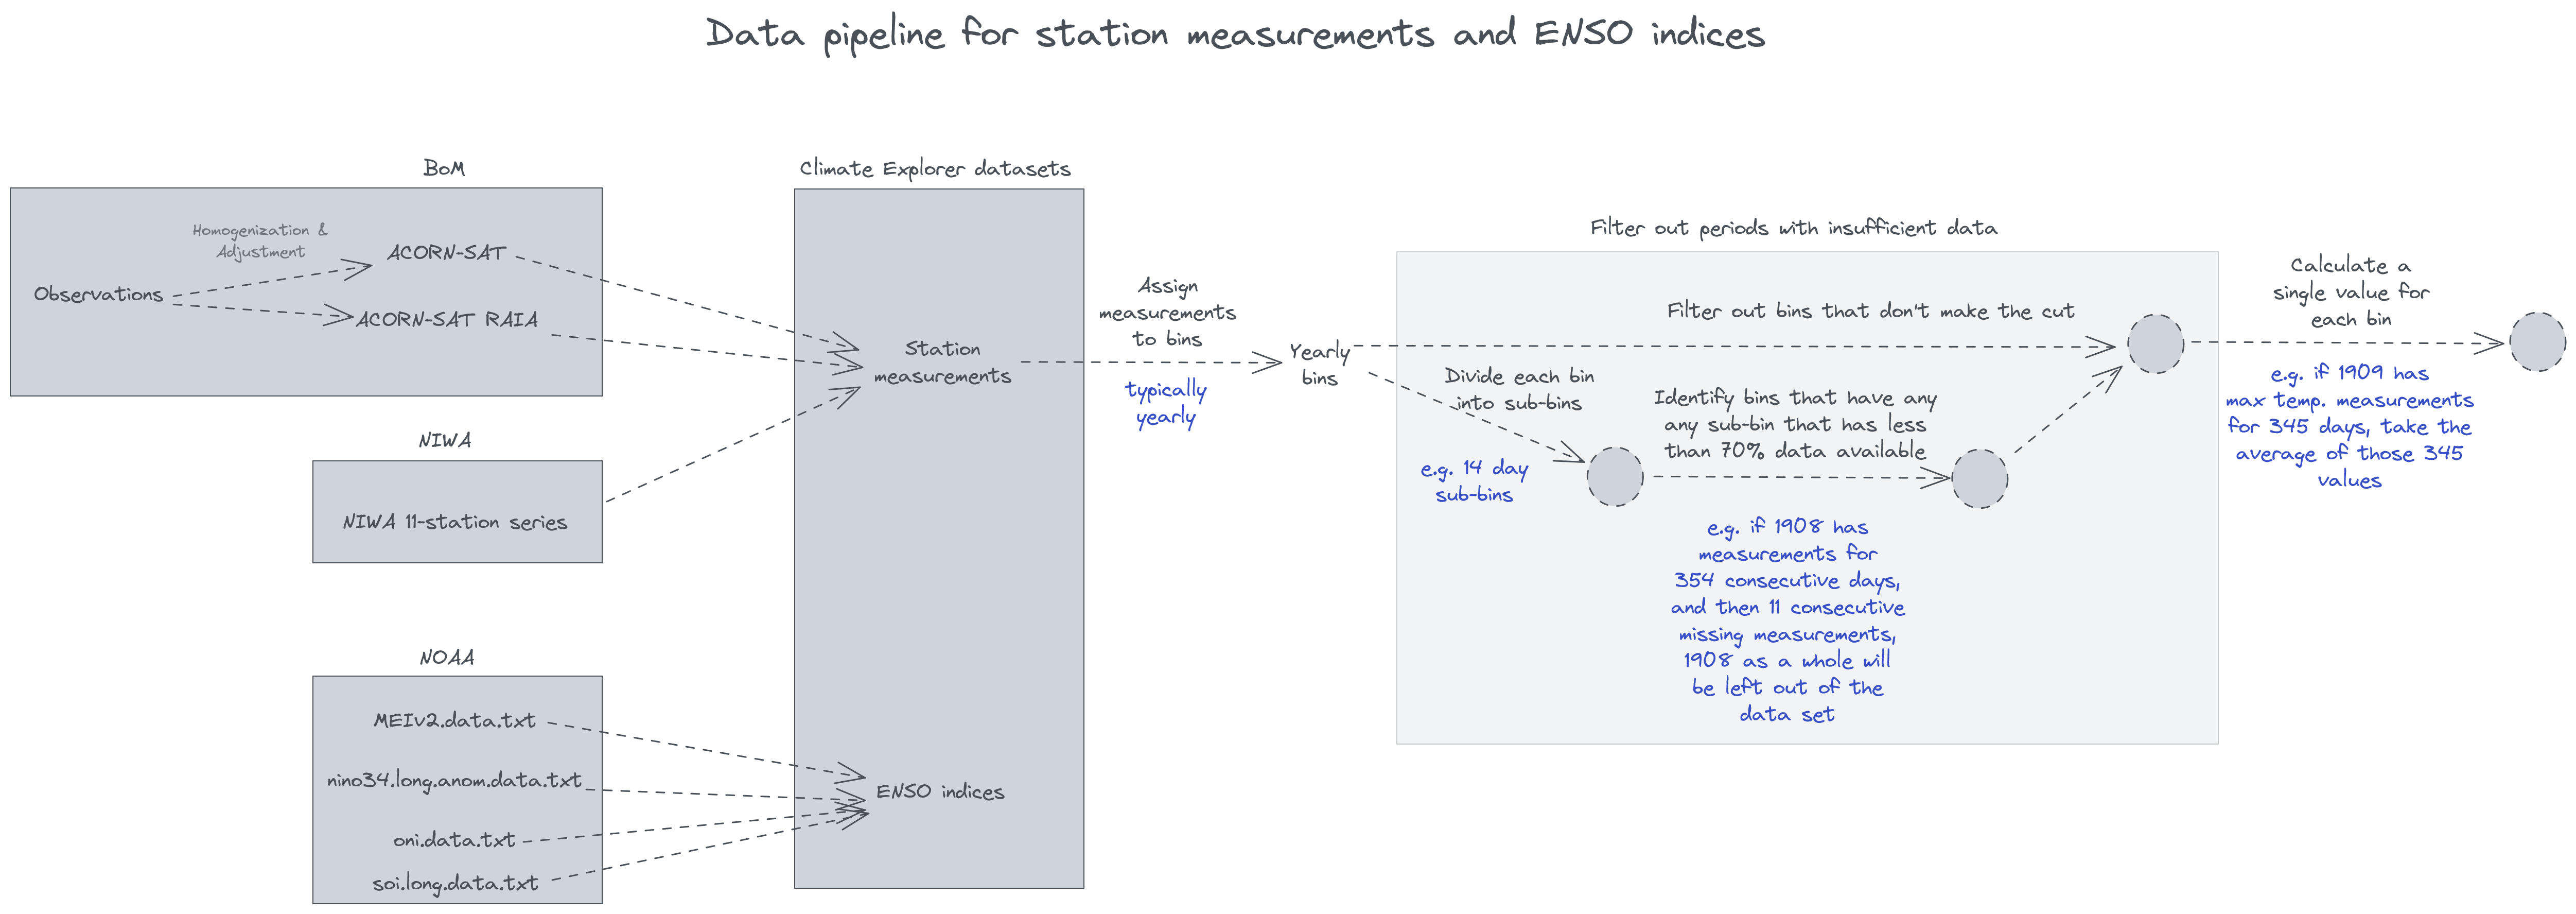 Data pipeline for station measurements and ENSO indices
BoM
Homogenization &
Adjustment
Observations
ACORN-SAT
ACORN-SAT RAIA
NIWA
NIWA 11-station series
NOAA
MEIv2.data.txt
nino34.long.anom.data.txt
oni.data.txt
soi.long.data.txt
Climate Explorer datasets
Station
measurements
ENSO indices
Assign
measurements
to bins
typically
yearly
Yearly
bins
Filter out periods with insufficient data
Filter out bins that don't make the cut
Divide each bin
into sub-bins
e.g. 14 day
sub-bins
Identify bins that have any
any sub-bin that has less
than 70% data available
e.g. if 1908 has
measurements for
354 consecutive days,
and then 11 consecutive
missing measurements,
1908 as a whole will
be left out of the
data set
Calculate a
single value for
each bin
e.g. if 1909 has
max temp. measurements
for 345 days, take the
average of those 345
values